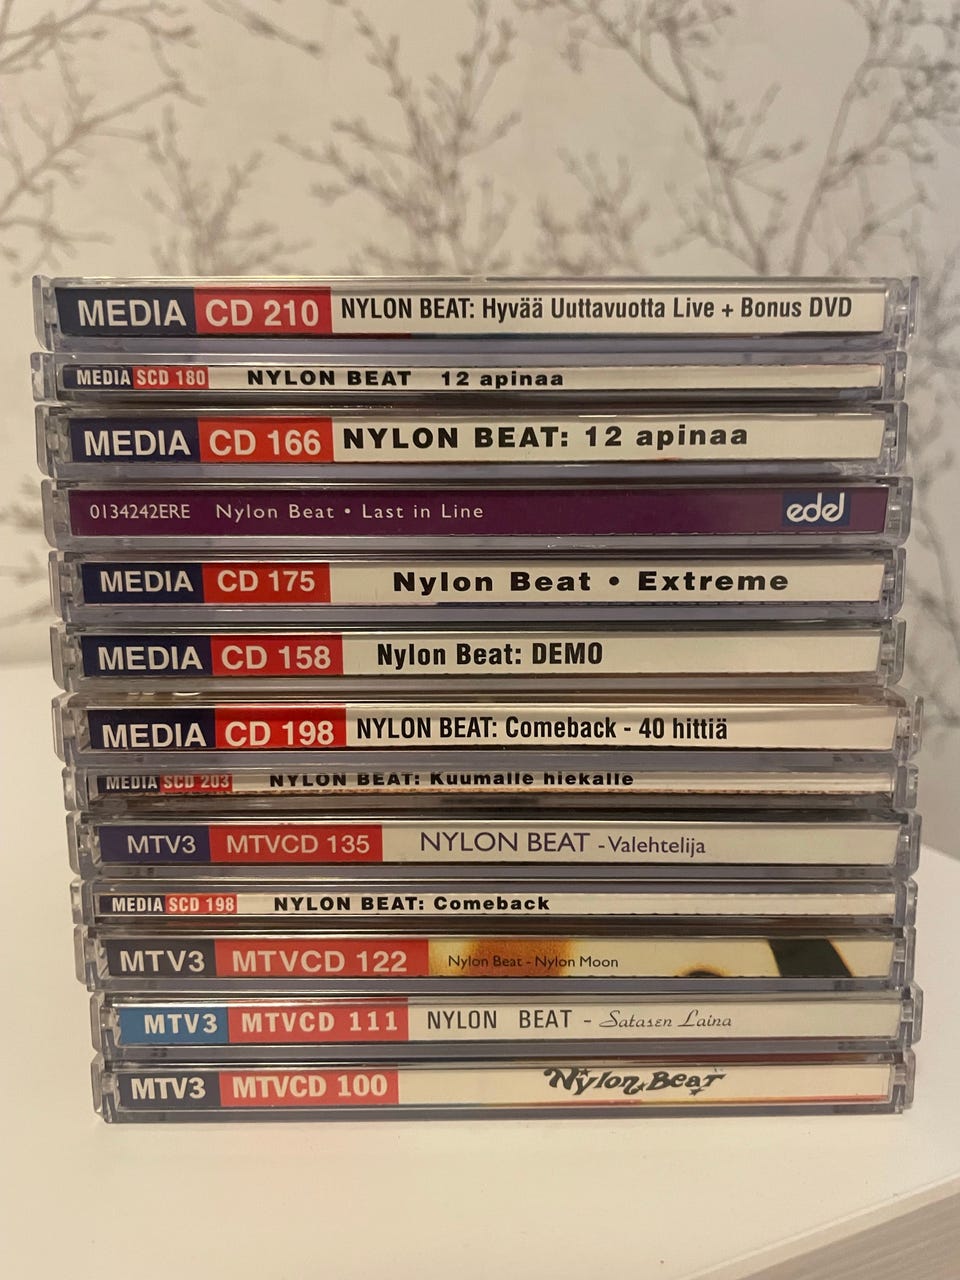 MEDIA CD 210 NYLON BEAT: Hyvää Uuttavuotta Live + Bonus DVD
MEDIA SCD 180 NYLON BEAT 12 apinaa
MEDIA CD 166 NYLON BEAT: 12 apinaa
0134242ERE Nylon Beat • Last in Line edel
MEDIA CD 175 Nylon Beat • Extreme
MEDIA CD 158 Nylon Beat: DEMO
MEDIA CD 198 NYLON BEAT: Comeback - 40 hittiä
MEDIA SCD 203 NYLON BEAT: Kuumalle hiekalle
MTV3 MTVCD 135 NYLON BEAT - Valehtelija
MEDIA SCD 198 NYLON BEAT: Comeback
MTV3 MTVCD 122 Nylon Beat - Nylon Moon
MTV3 MTVCD 111 NYLON BEAT - Satasen Laina
MTV3 MTVCD 100 Nylon Beat